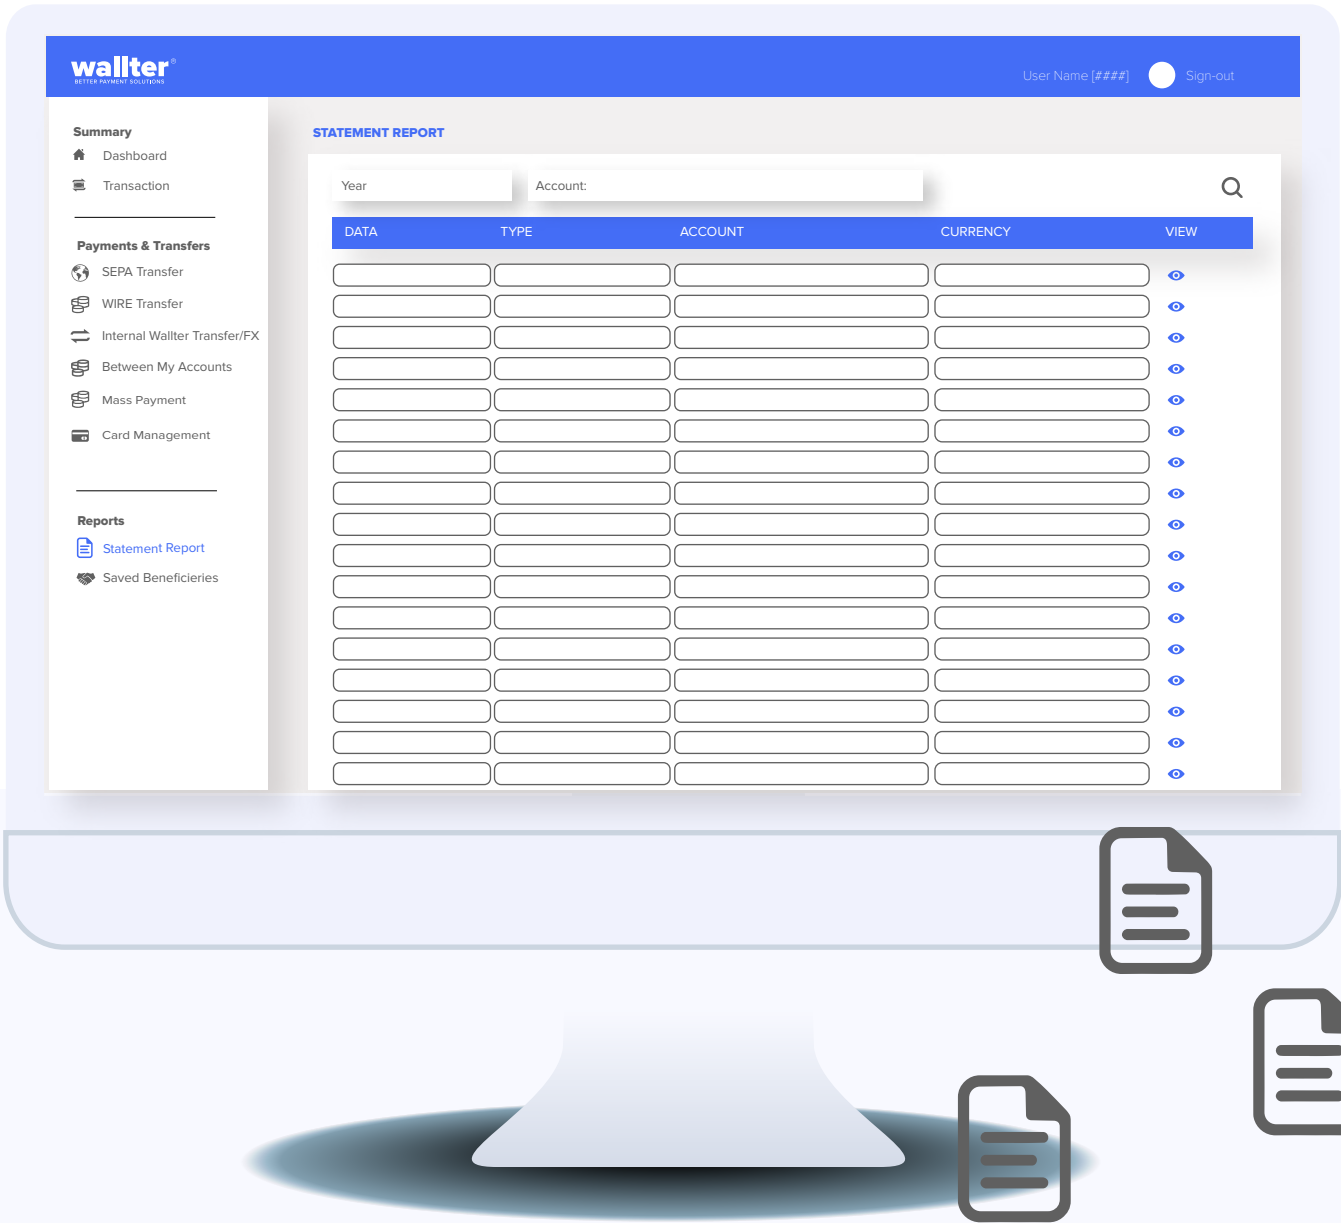 wallter®
BETTER PAYMENT SOLUTIONS
User Name [####] Sign-out
Summary
Dashboard
Transaction
Payments & Transfers
SEPA Transfer
WIRE Transfer
Internal Wallter Transfer/FX
Between My Accounts
Mass Payment
Card Management
Reports
Statement Report
Saved Beneficieries
STATEMENT REPORT
Year Account:
DATA TYPE ACCOUNT CURRENCY VIEW